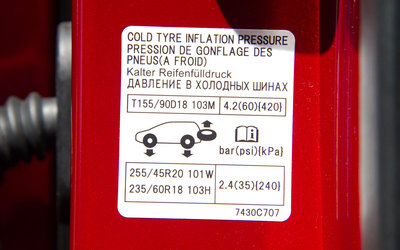 COLD TYRE INFLATION PRESSURE
PRESSION DE GONFLAGE DES
PNEUS(A FROID)
Kalter Reifenfülldruck
ДАВЛЕНИЕ В ХОЛОДНЫХ ШИНАХ
T155/90D18 103M 4.2(60){420}
bar(psi){kPa}
255/45R20 101W
235/60R18 103H
2.4(35){240}
7430C707